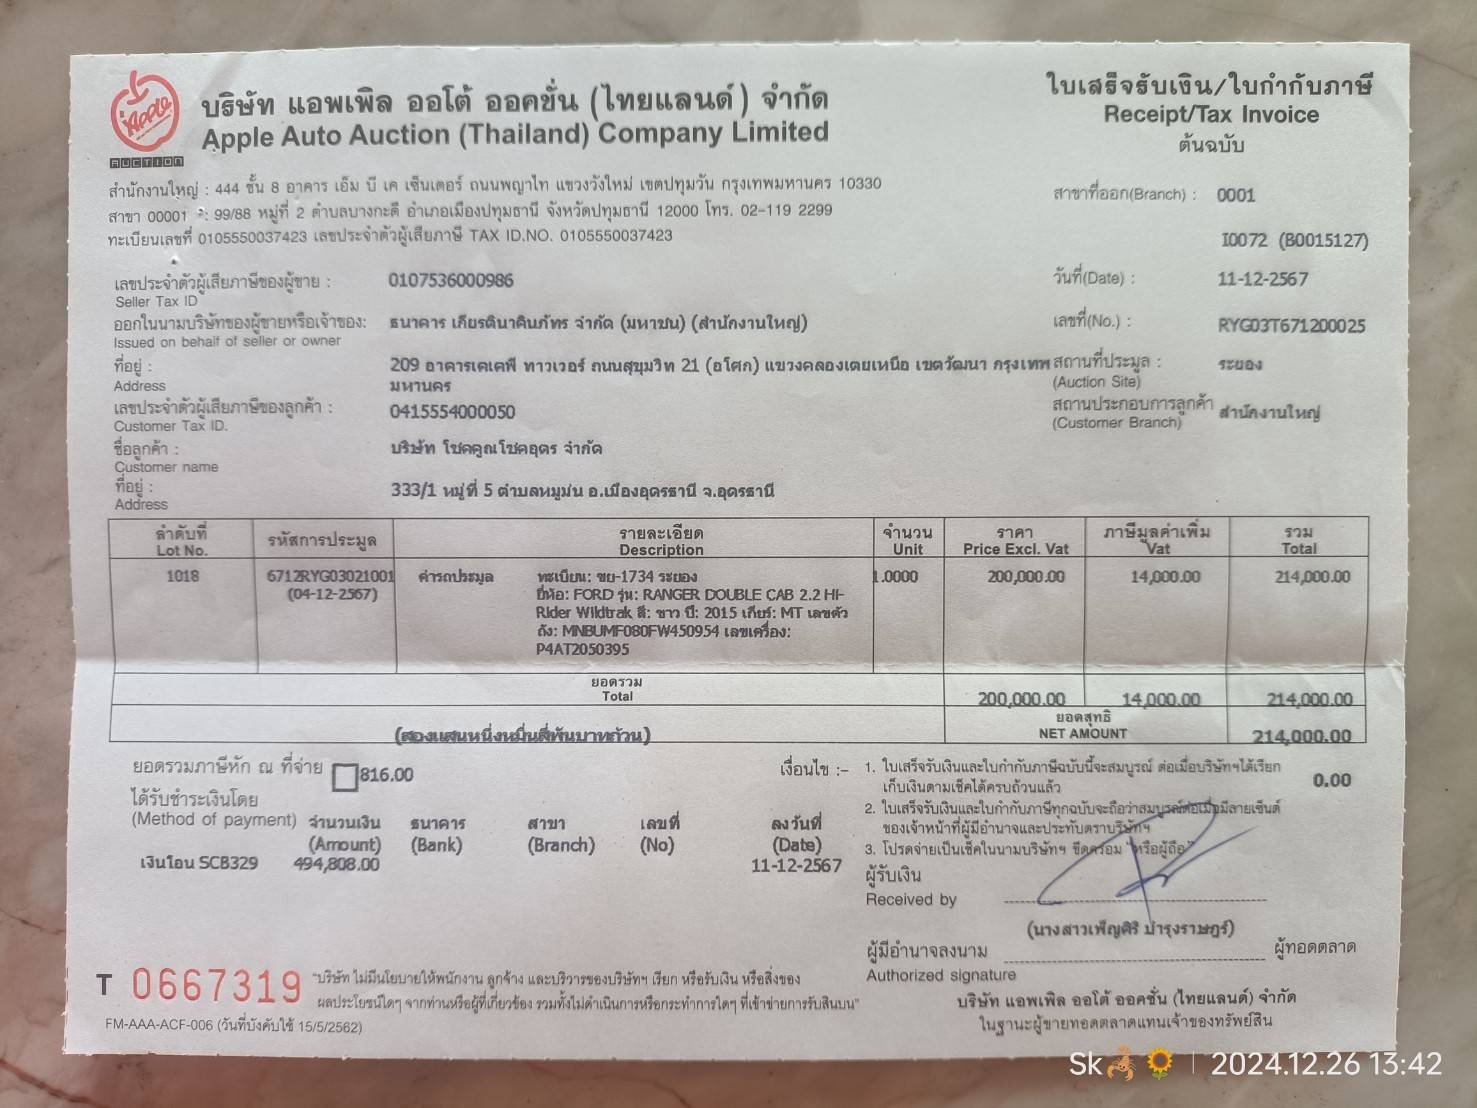 Apple
AUCTION
บริษัท แอพเพิล ออโต้ ออคชั่น (ไทยแลนด์) จำกัด
Apple Auto Auction (Thailand) Company Limited
ใบเสร็จรับเงิน/ใบกำกับภาษี
Receipt/Tax Invoice
ต้นฉบับ
สำนักงานใหญ่ : 444 ชั้น 8 อาคาร เอ็ม บี เค เซ็นเตอร์ ถนนพญาไท แขวงวังใหม่ เขตปทุมวัน กรุงเทพมหานคร 10330
สาขา 00001 : 99/88 หมู่ที่ 2 ตำบลบางกะดี อำเภอเมืองปทุมธานี จังหวัดปทุมธานี 12000 โทร. 02-119 2299
ทะเบียนเลขที่ 0105550037423 เลขประจำตัวผู้เสียภาษี TAX ID.NO. 0105550037423
สาขาที่ออก(Branch) : 0001
I0072 (B0015127)
เลขประจำตัวผู้เสียภาษีของผู้ขาย : 0107536000986
Seller Tax ID
วันที่(Date) : 11-12-2567
ออกในนามบริษัทของผู้ขายหรือเจ้าของ: ธนาคาร เกียรตินาคินภัทร จำกัด (มหาชน) (สำนักงานใหญ่)
Issued on behalf of seller or owner
เลขที่(No.) : RYG03T671200025
ที่อยู่ : 209 อาคารเคเคพี ทาวเวอร์ ถนนสุขุมวิท 21 (อโศก) แขวงคลองเตยเหนือ เขตวัฒนา กรุงเทพ
Address มหานคร
สถานที่ประมูล : ระยอง
(Auction Site)
เลขประจำตัวผู้เสียภาษีของลูกค้า : 0415554000050
Customer Tax ID.
สถานประกอบการลูกค้า สำนักงานใหญ่
(Customer Branch)
ชื่อลูกค้า : บริษัท โชคคูณโชคอุดร จำกัด
Customer name
ที่อยู่ : 333/1 หมู่ที่ 5 ตำบลหมูม่น อ.เมืองอุดรธานี จ.อุดรธานี
Address
ลำดับที่ รหัสการประมูล รายละเอียด จำนวน ราคา ภาษีมูลค่าเพิ่ม รวม
Lot No. Description Unit Price Excl. Vat Vat Total
1018 6712RYG03021001 ค่ารถประมูล ทะเบียน: ขย-1734 ระยอง 1.0000 200,000.00 14,000.00 214,000.00
(04-12-2567) ยี่ห้อ: FORD รุ่น: RANGER DOUBLE CAB 2.2 HI-
Rider Wildtrak สี: ขาว ปี: 2015 เกียร์: MT เลขตัว
ถัง: MNBUMF080FW450954 เลขเครื่อง:
P4AT2050395
ยอดรวม
Total 200,000.00 14,000.00 214,000.00
ยอดสุทธิ
(สองแสนหนึ่งหมื่นสี่พันบาทถ้วน) NET AMOUNT 214,000.00
ยอดรวมภาษีหัก ณ ที่จ่าย 816.00
เงื่อนไข :– 1. ใบเสร็จรับเงินและใบกำกับภาษีฉบับนี้จะสมบูรณ์ ต่อเมื่อบริษัทฯได้เรียก
เก็บเงินตามเช็คได้ครบถ้วนแล้ว
0.00
2. ใบเสร็จรับเงินและใบกำกับภาษีทุกฉบับจะถือว่าสมบูรณ์ต่อเมื่อมีลายเซ็นต์
ของเจ้าหน้าที่ผู้มีอำนาจและประทับตราบริษัทฯ
3. โปรดจ่ายเป็นเช็คในนามบริษัทฯ ขีดคร่อม "หรือผู้ถือ"
ได้รับชำระเงินโดย
(Method of payment) จำนวนเงิน ธนาคาร สาขา เลขที่ ลงวันที่
(Amount) (Bank) (Branch) (No) (Date)
เงินโอน SCB329 494,808.00 11-12-2567
ผู้รับเงิน
Received by
(นางสาวเพ็ญศิริ บำรุงราษฎร์)
ผู้มีอำนาจลงนาม ผู้ทอดตลาด
Authorized signature
บริษัท แอพเพิล ออโต้ ออคชั่น (ไทยแลนด์) จำกัด
ในฐานะผู้ขายทอดตลาดแทนเจ้าของทรัพย์สิน
T 0667319
"บริษัท ไม่มีนโยบายให้พนักงาน ลูกจ้าง และบริวารของบริษัทฯ เรียก หรือรับเงิน หรือสิ่งของ
ผลประโยชน์ใดๆ จากท่านหรือผู้ที่เกี่ยวข้อง รวมทั้งไม่ดำเนินการหรือกระทำการใดๆ ที่เข้าข่ายการรับสินบน"
FM-AAA-ACF-006 (วันที่บังคับใช้ 15/5/2562)
Sk🦂🌻 | 2024.12.26 13:42